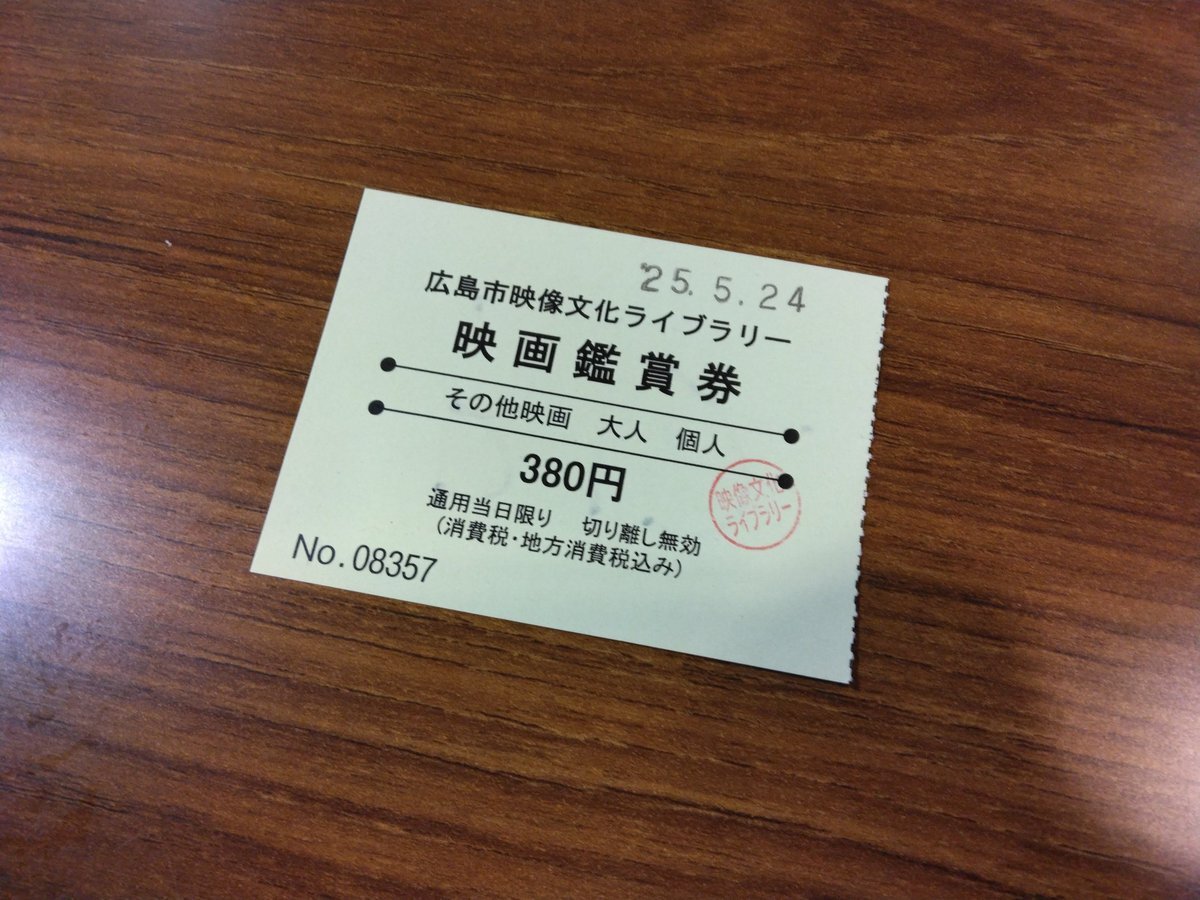 25.5.24
広島市映像文化ライブラリー
映画鑑賞券
その他映画 大人 個人
380円
通用当日限り 切り離し無効
(消費税・地方消費税込み)
No.08357
映像文化
ライブラリー